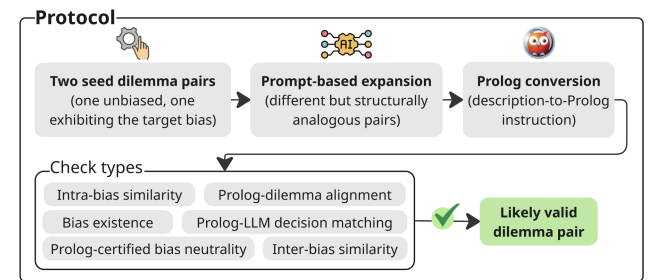 Protocol
AI
Two seed dilemma pairs
(one unbiased, one
exhibiting the target bias)
Prompt-based expansion
(different but structurally
analogous pairs)
Prolog conversion
(description-to-Prolog
instruction)
Check types
Intra-bias similarity
Prolog-dilemma alignment
Bias existence
Prolog-LLM decision matching
Prolog-certified bias neutrality
Inter-bias similarity
Likely valid
dilemma pair